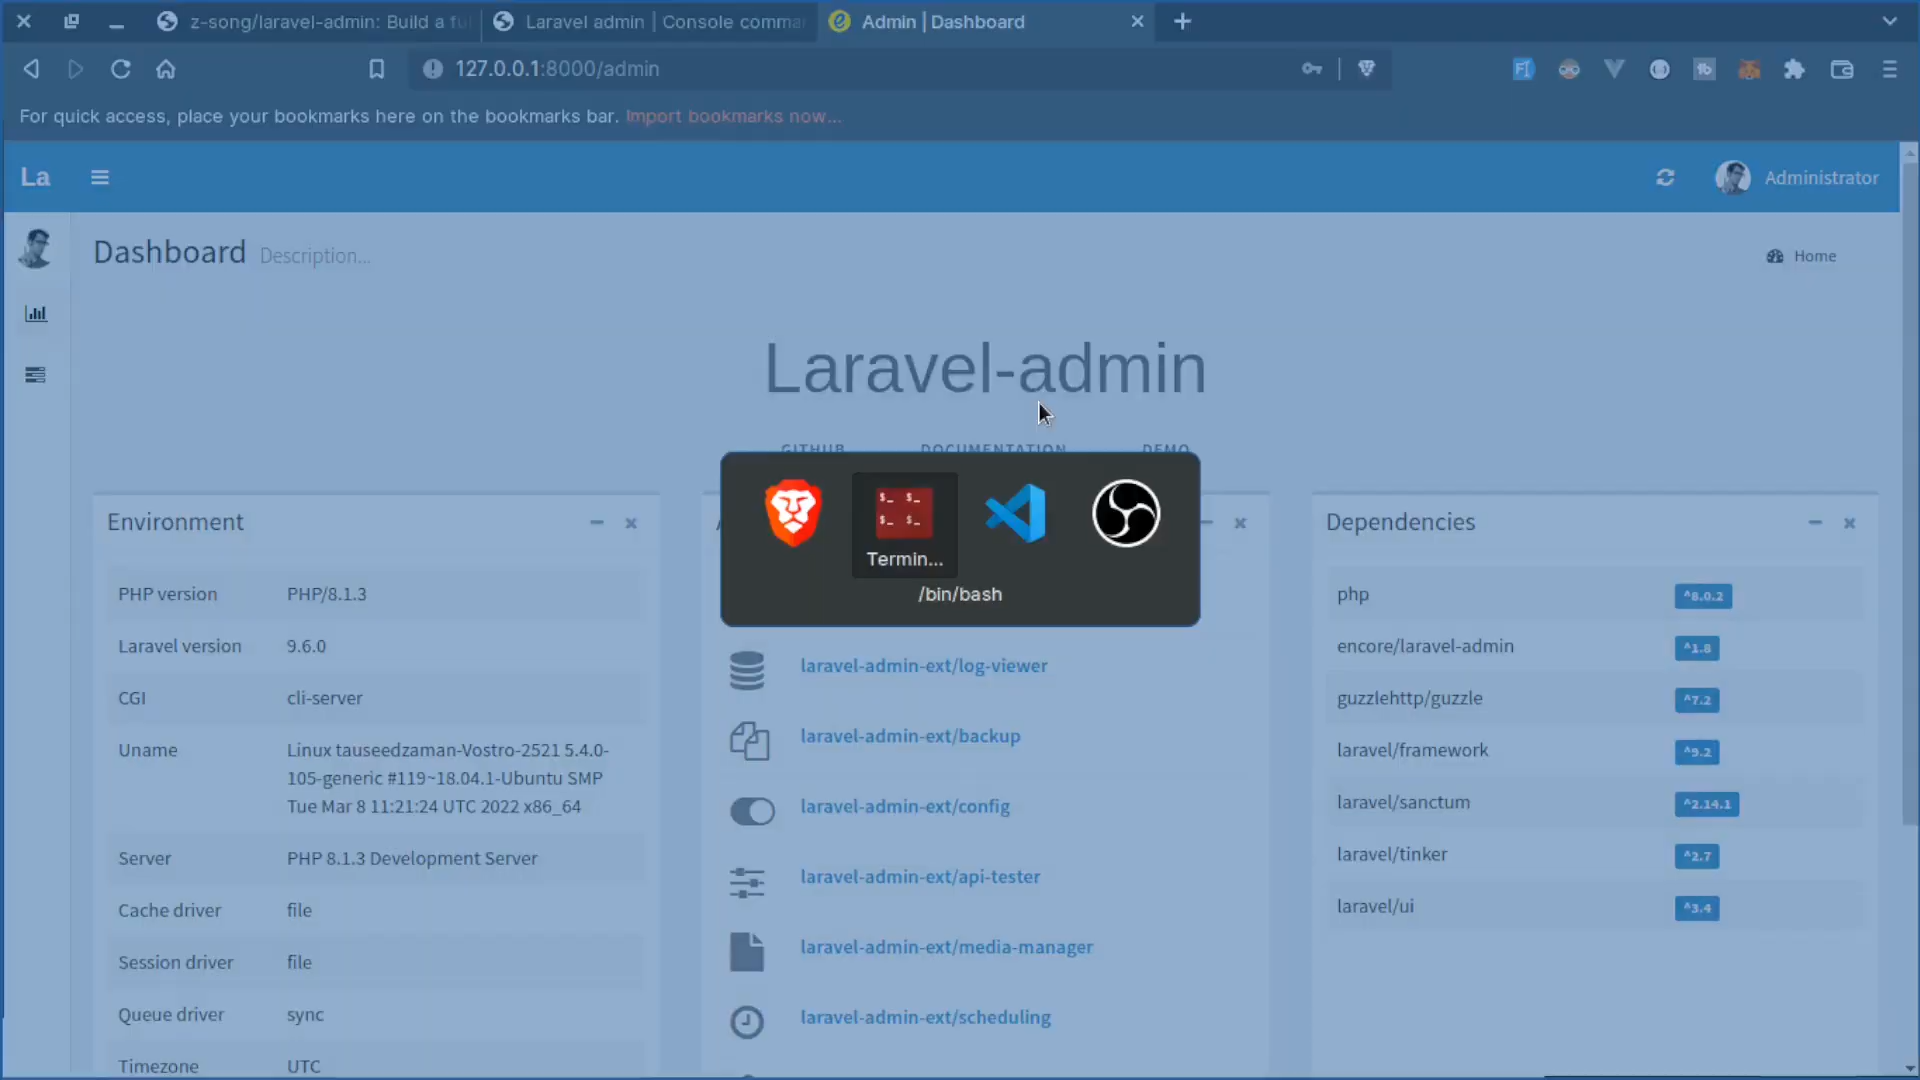 z-song/laravel-admin: Build a fu
Laravel admin | Console comma
Admin | Dashboard
127.0.0.1:8000/admin
For quick access, place your bookmarks here on the bookmarks bar. Import bookmarks now...
La
Administrator
Dashboard Description...
Home
Laravel-admin
GITHUB DOCUMENTATION DEMO
$_ $_
$_ $_
Termin...
/bin/bash
Environment
PHP version PHP/8.1.3
Laravel version 9.6.0
CGI cli-server
Uname Linux tauseedzaman-Vostro-2521 5.4.0-
105-generic #119~18.04.1-Ubuntu SMP
Tue Mar 8 11:21:24 UTC 2022 x86_64
Server PHP 8.1.3 Development Server
Cache driver file
Session driver file
Queue driver sync
Timezone UTC
laravel-admin-ext/log-viewer
laravel-admin-ext/backup
laravel-admin-ext/config
laravel-admin-ext/api-tester
laravel-admin-ext/media-manager
laravel-admin-ext/scheduling
Dependencies
php ^8.0.2
encore/laravel-admin ^1.8
guzzlehttp/guzzle ^7.2
laravel/framework ^9.2
laravel/sanctum ^2.14.1
laravel/tinker ^2.7
laravel/ui ^3.4